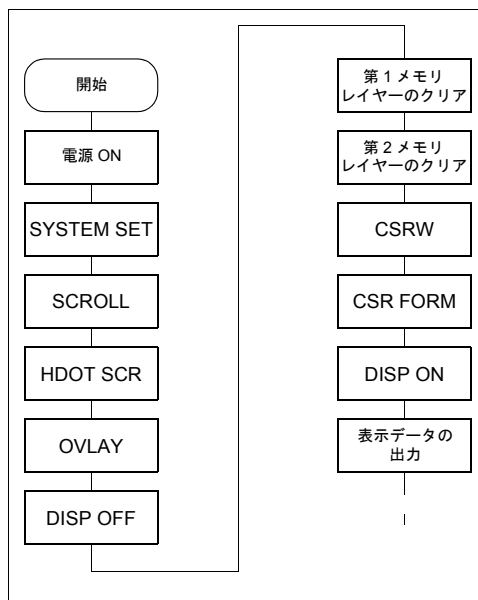 開始
電源 ON
SYSTEM SET
SCROLL
HDOT SCR
OVLAY
DISP OFF
第 1 メモリ
レイヤーのクリア
第 2 メモリ
レイヤーのクリア
CSRW
CSR FORM
DISP ON
表示データの
出力